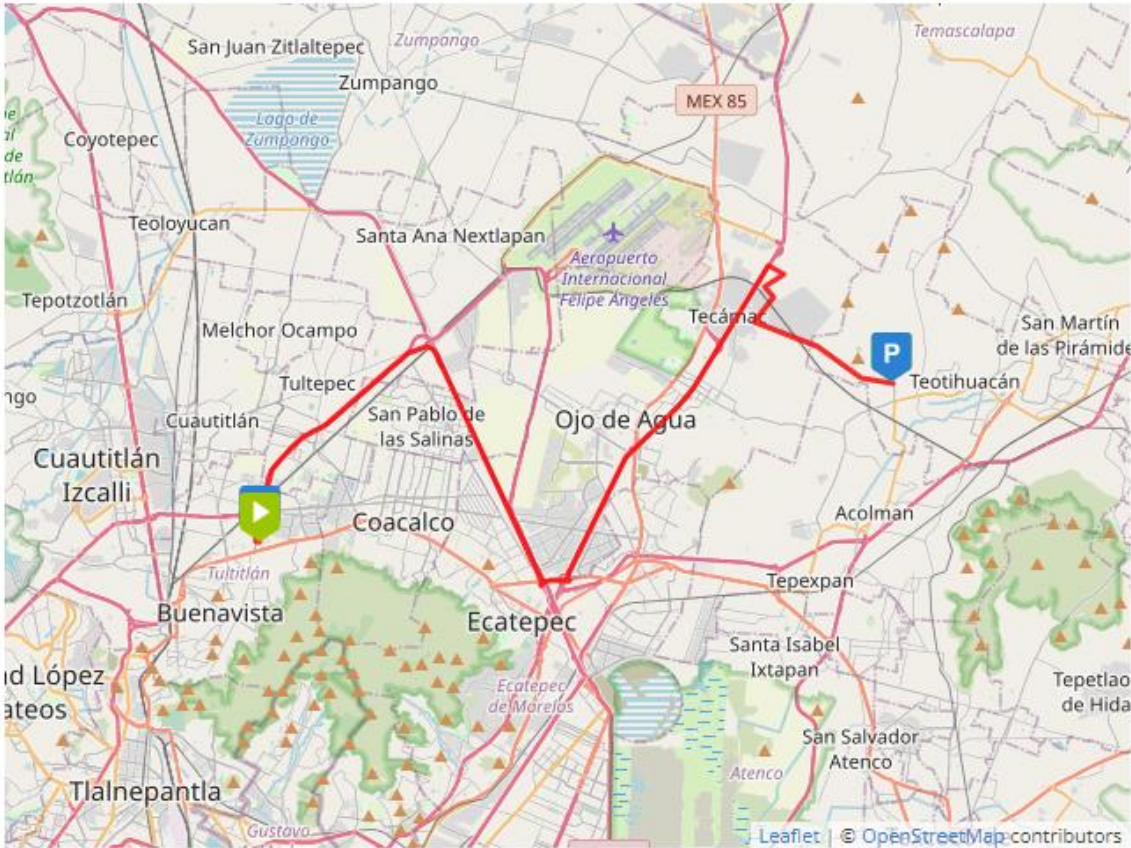 San Juan Zitlaltepec
Zumpango
Temascalapa
Zumpango
MEX 85
Lago de
Zumpango
Coyotepec
Teoloyucan
Santa Ana Nextlapan
Aeropuerto
Internacional
Felipe Ángeles
Tepotzotlán
Melchor Ocampo
Tecámac
San Martín
de las Pirámide
P
Tultepec
Teotihuacán
ngo
Cuautitlán
San Pablo de
las Salinas
Ojo de Agua
Cuautitlán
Izcalli
Coacalco
Acolman
Tultitlán
Tepexpan
Buenavista
Ecatepec
Santa Isabel
Ixtapan
ad López
ateos
Ecatepec
de Morelos
Tepetlao
de Hida
San Salvador
Atenco
Atenco
Tlalnepantla
Gustavo
Leaflet | © OpenStreetMap contributors